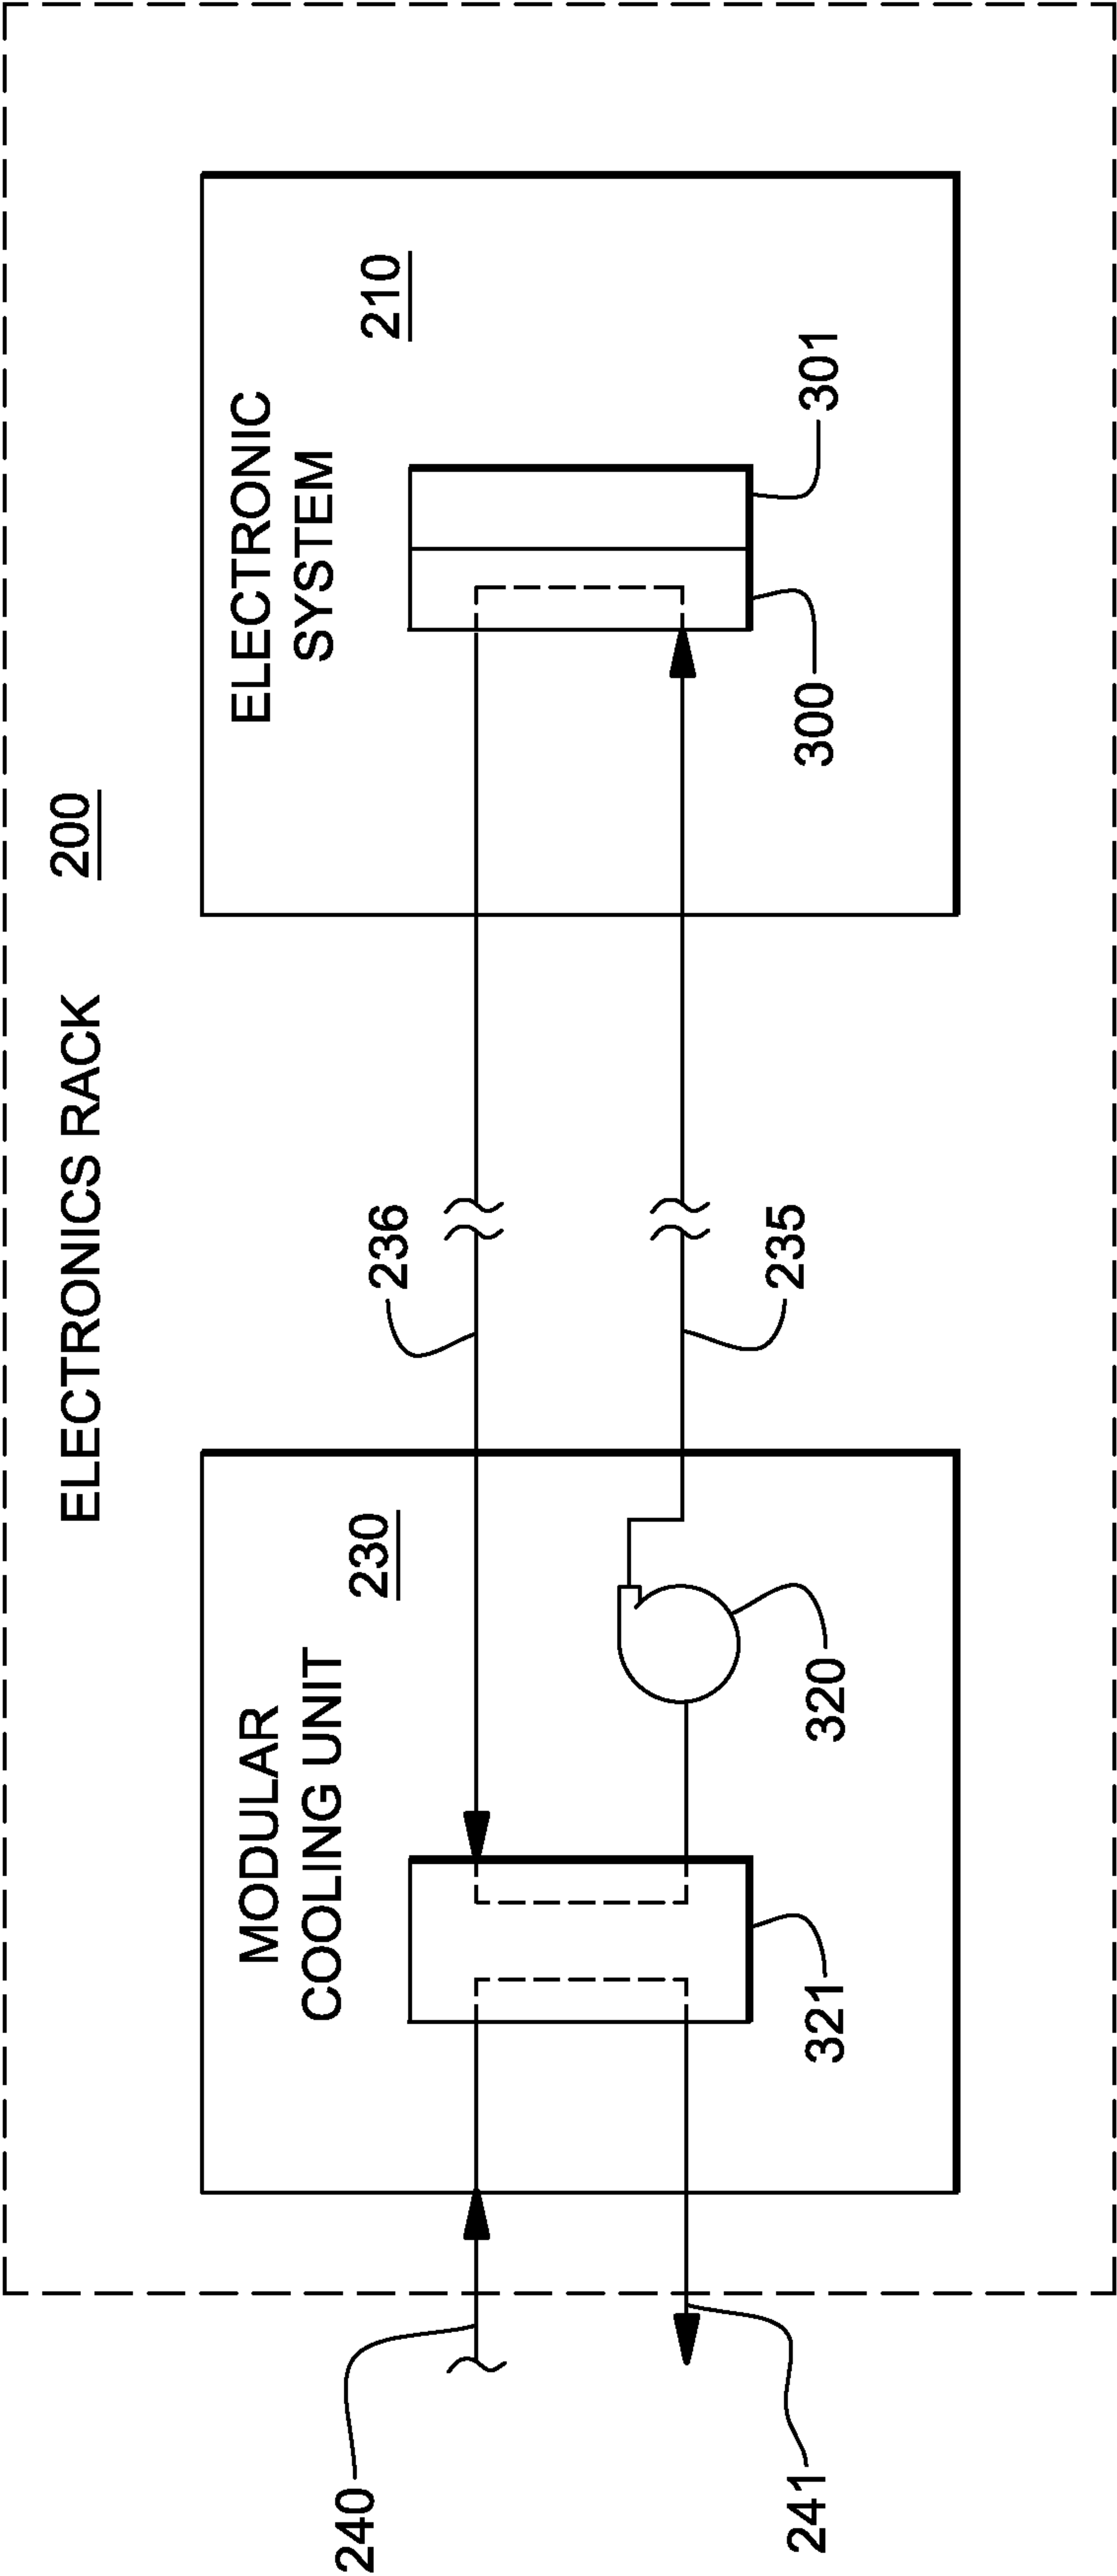 ELECTRONICS RACK 200
MODULAR
COOLING UNIT
230
ELECTRONIC
SYSTEM
210
236
235
240
241
321
320
300
301